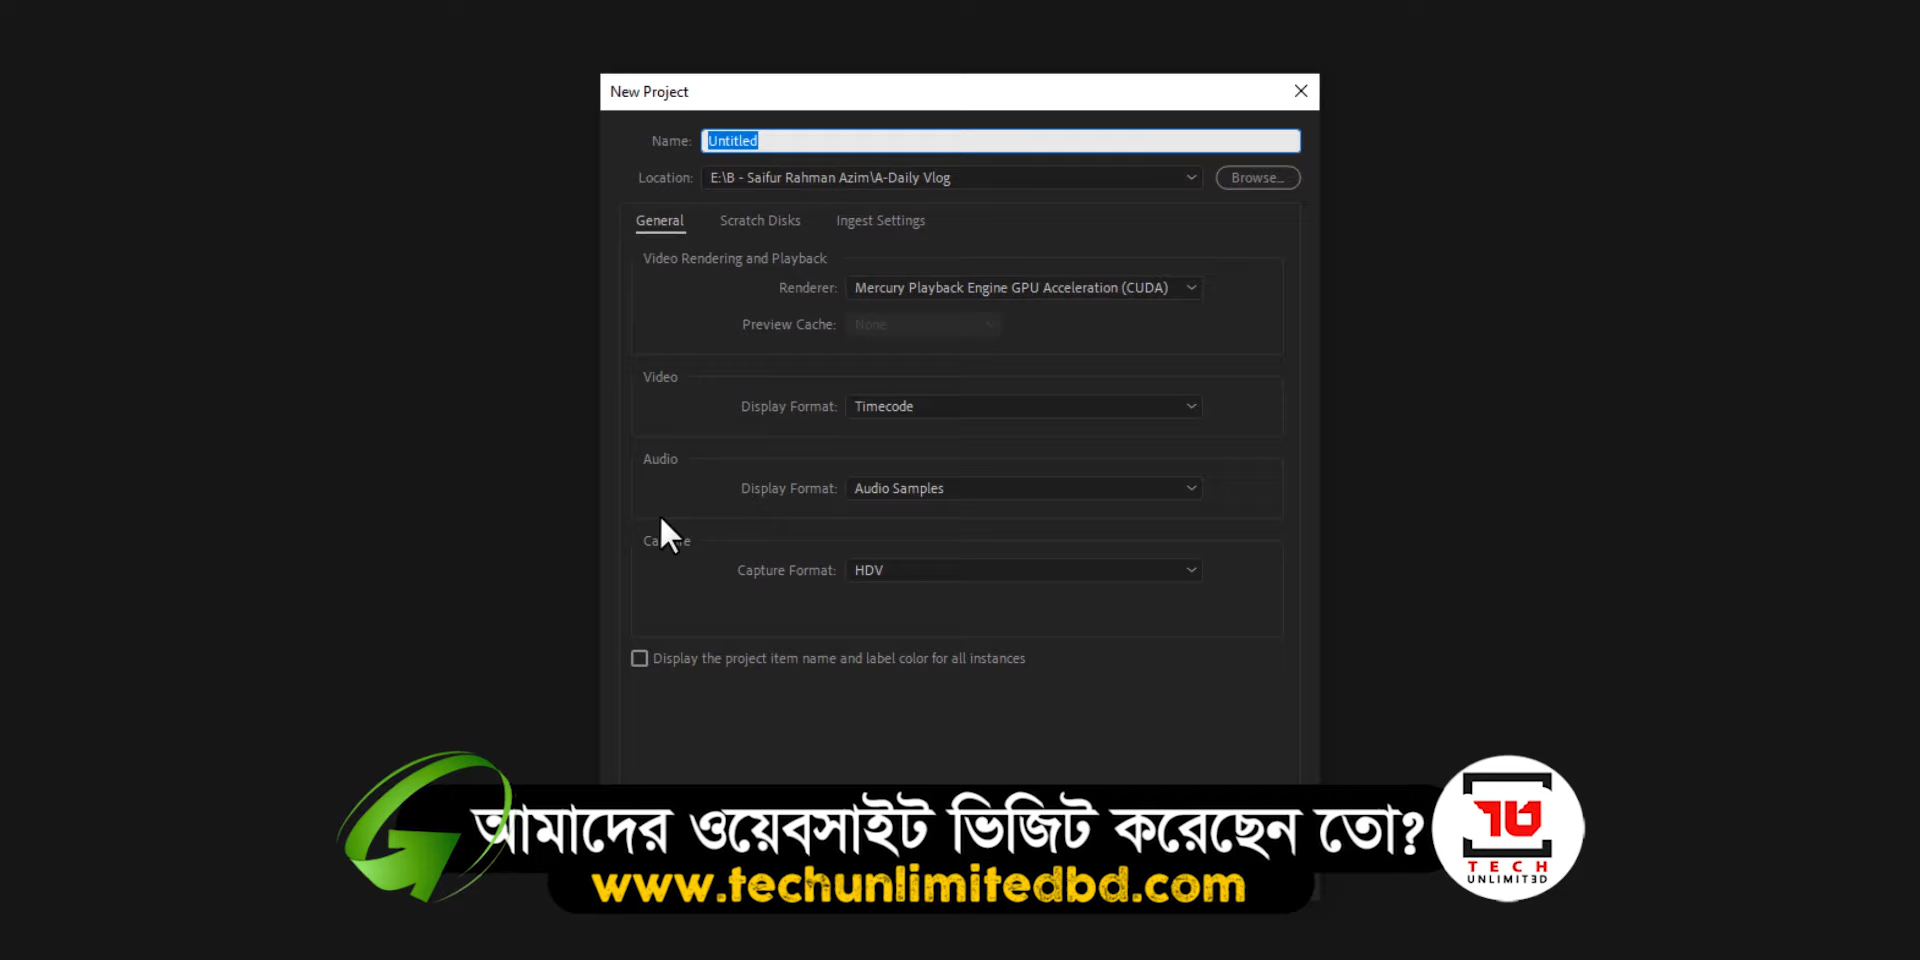 New Project
Name: Untitled
Location: E:\B - Saifur Rahman Azim\A-Daily Vlog Browse...
General Scratch Disks Ingest Settings
Video Rendering and Playback
Renderer: Mercury Playback Engine GPU Acceleration (CUDA)
Preview Cache: None
Video
Display Format: Timecode
Audio
Display Format: Audio Samples
Capture Format: HDV
Display the project item name and label color for all instances
আমাদের ওয়েবসাইট ভিজিট করেছেন তো?
www.techunlimitedbd.com
TECH
UNLIMIT3D